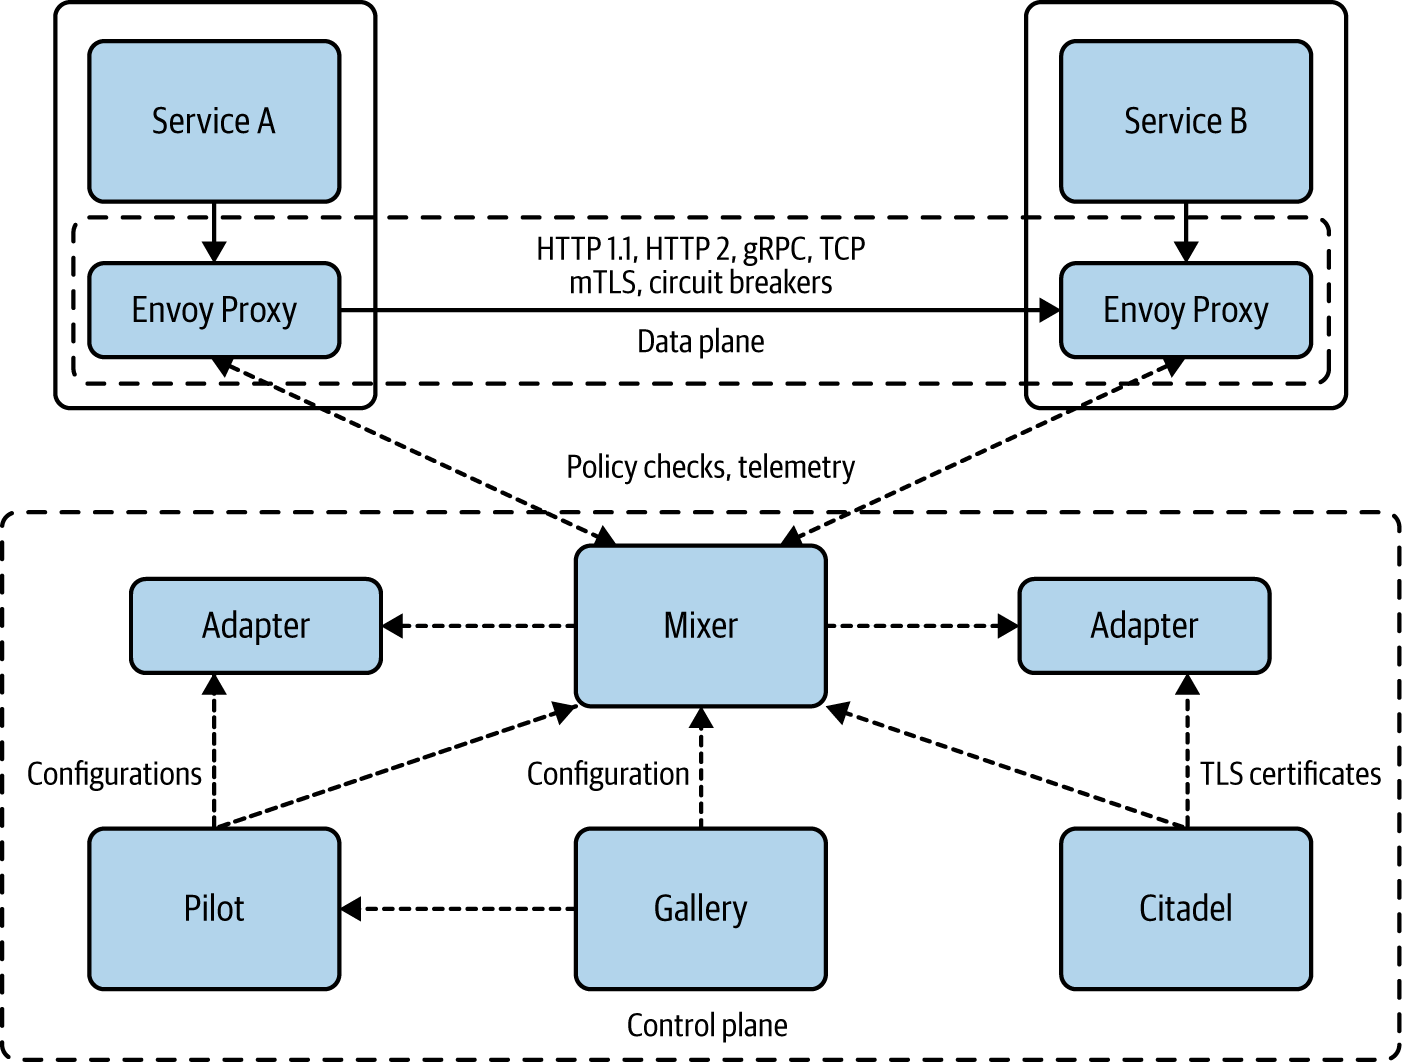 Service A
Service B
HTTP 1.1, HTTP 2, gRPC, TCP
mTLS, circuit breakers
Envoy Proxy
Envoy Proxy
Data plane
Policy checks, telemetry
Adapter
Mixer
Adapter
Configurations
Configuration
TLS certificates
Pilot
Gallery
Citadel
Control plane